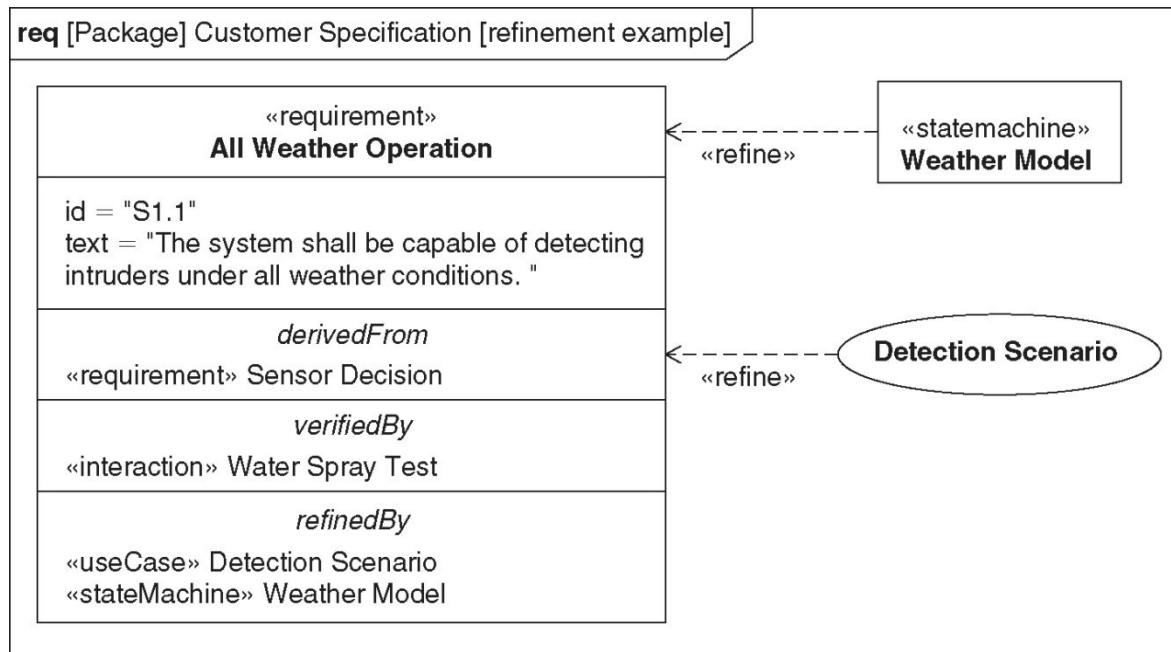 req [Package] Customer Specification [refinement example]
«requirement»
All Weather Operation
id = "S1.1"
text = "The system shall be capable of detecting
intruders under all weather conditions. "
derivedFrom
«requirement» Sensor Decision
verifiedBy
«interaction» Water Spray Test
refinedBy
«useCase» Detection Scenario
«stateMachine» Weather Model
«refine»
«statemachine»
Weather Model
«refine»
Detection Scenario